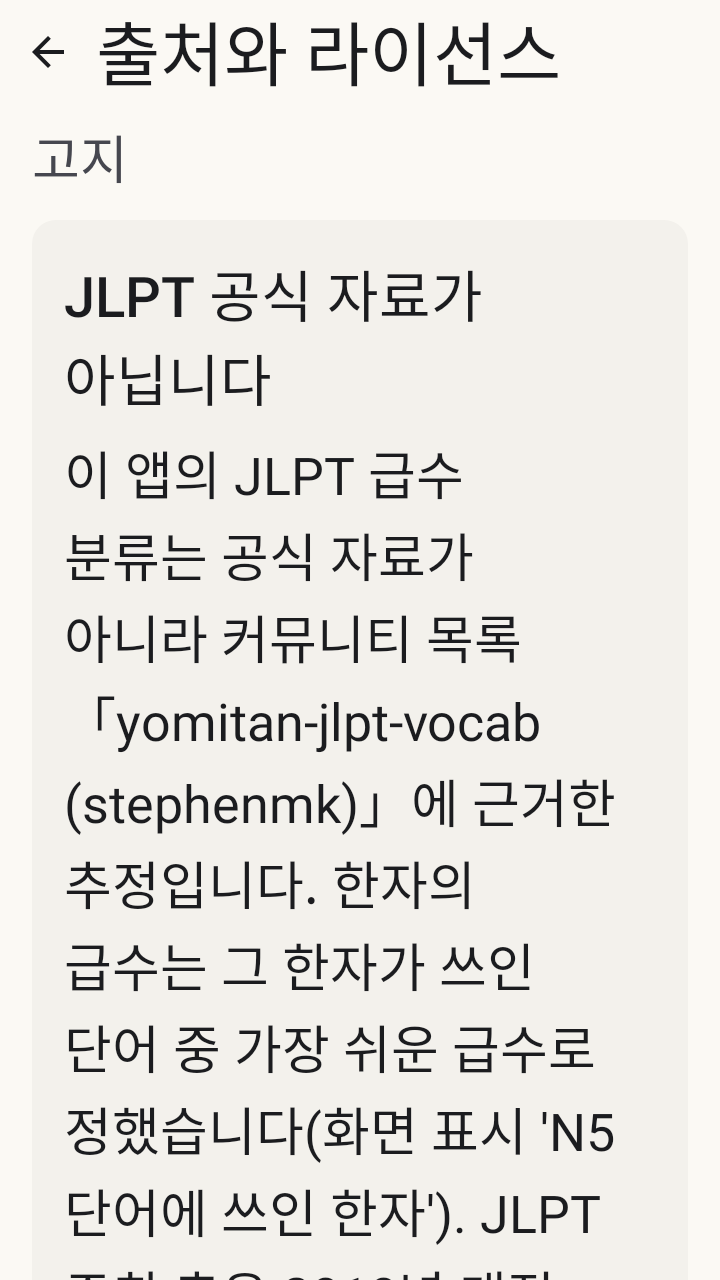 출처와 라이선스
고지
JLPT 공식 자료가
아닙니다
이 앱의 JLPT 급수
분류는 공식 자료가
아니라 커뮤니티 목록
「yomitan-jlpt-vocab
(stephenmk)」에 근거한
추정입니다. 한자의
급수는 그 한자가 쓰인
단어 중 가장 쉬운 급수로
정했습니다(화면 표시 'N5
단어에 쓰인 한자'). JLPT